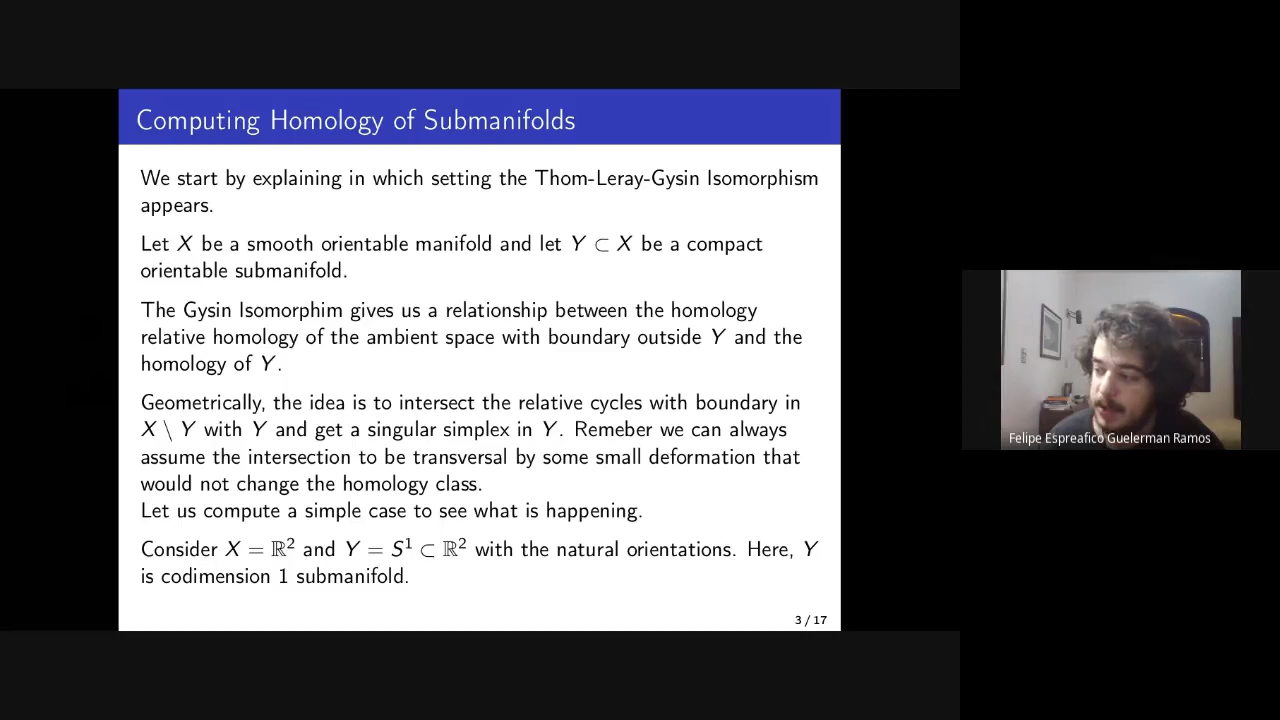 Computing Homology of Submanifolds
We start by explaining in which setting the Thom-Leray-Gysin Isomorphism
appears.
Let X be a smooth orientable manifold and let Y ⊂ X be a compact
orientable submanifold.
The Gysin Isomorphim gives us a relationship between the homology
relative homology of the ambient space with boundary outside Y and the
homology of Y.
Geometrically, the idea is to intersect the relative cycles with boundary in
X \ Y with Y and get a singular simplex in Y. Remeber we can always
assume the intersection to be transversal by some small deformation that
would not change the homology class.
Let us compute a simple case to see what is happening.
Consider X = ℝ² and Y = S¹ ⊂ ℝ² with the natural orientations. Here, Y
is codimension 1 submanifold.
3 / 17
Felipe Espreafico Guelerman Ramos